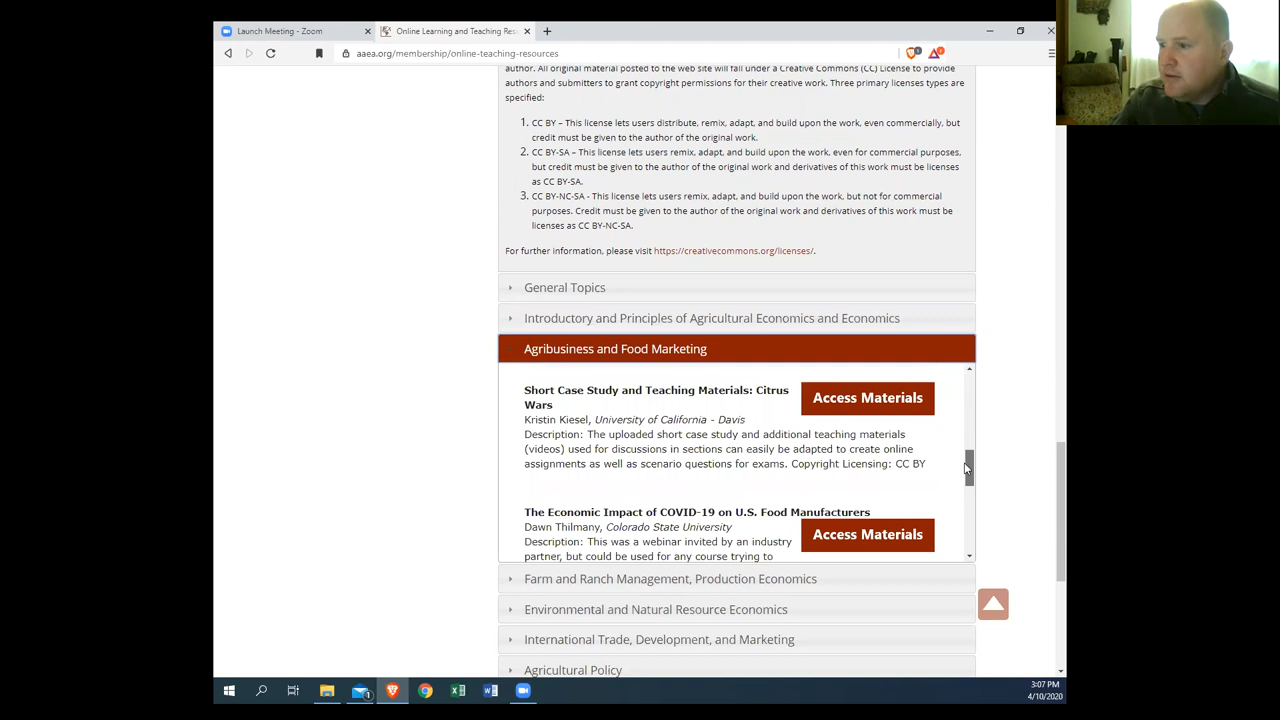 Launch Meeting - Zoom
Online Learning and Teaching Res
aaea.org/membership/online-teaching-resources
author. All original material posted to the web site will fall under a Creative Commons (CC) License to provide
authors and submitters to grant copyright permissions for their creative work. Three primary licenses types are
specified:
1. CC BY – This license lets users distribute, remix, adapt, and build upon the work, even commercially, but
credit must be given to the author of the original work.
2. CC BY-SA – This license lets users remix, adapt, and build upon the work, even for commercial purposes,
but credit must be given to the author of the original work and derivatives of this work must be licenses
as CC BY-SA.
3. CC BY-NC-SA - This license lets users remix, adapt, and build upon the work, but not for commercial
purposes. Credit must be given to the author of the original work and derivatives of this work must be
licenses as CC BY-NC-SA.
For further information, please visit https://creativecommons.org/licenses/.
General Topics
Introductory and Principles of Agricultural Economics and Economics
Agribusiness and Food Marketing
Short Case Study and Teaching Materials: Citrus
Wars
Access Materials
Kristin Kiesel, University of California - Davis
Description: The uploaded short case study and additional teaching materials
(videos) used for discussions in sections can easily be adapted to create online
assignments as well as scenario questions for exams. Copyright Licensing: CC BY
The Economic Impact of COVID-19 on U.S. Food Manufacturers
Dawn Thilmany, Colorado State University
Access Materials
Description: This was a webinar invited by an industry
partner, but could be used for any course trying to
Farm and Ranch Management, Production Economics
Environmental and Natural Resource Economics
International Trade, Development, and Marketing
Agricultural Policy
3:07 PM
4/10/2020